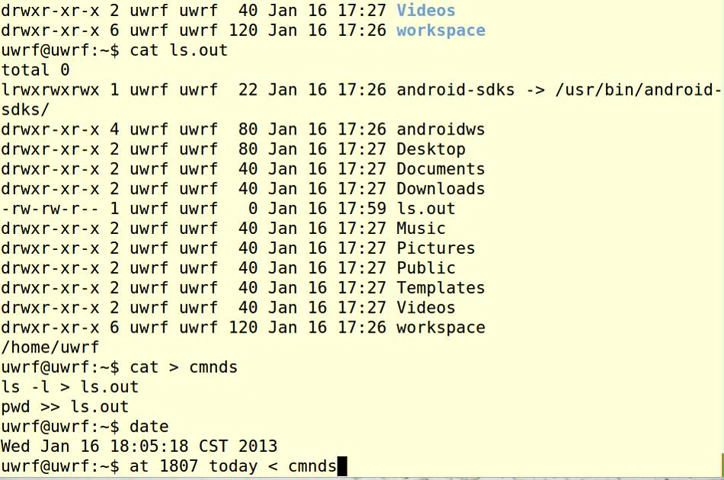 drwxr-xr-x 2 uwrf uwrf  40 Jan 16 17:27 Videos
drwxr-xr-x 6 uwrf uwrf 120 Jan 16 17:26 workspace
uwrf@uwrf:~$ cat ls.out
total 0
lrwxrwxrwx 1 uwrf uwrf  22 Jan 16 17:26 android-sdks -> /usr/bin/android-
sdks/
drwxr-xr-x 4 uwrf uwrf  80 Jan 16 17:26 androidws
drwxr-xr-x 2 uwrf uwrf  80 Jan 16 17:27 Desktop
drwxr-xr-x 2 uwrf uwrf  40 Jan 16 17:27 Documents
drwxr-xr-x 2 uwrf uwrf  40 Jan 16 17:27 Downloads
-rw-rw-r-- 1 uwrf uwrf   0 Jan 16 17:59 ls.out
drwxr-xr-x 2 uwrf uwrf  40 Jan 16 17:27 Music
drwxr-xr-x 2 uwrf uwrf  40 Jan 16 17:27 Pictures
drwxr-xr-x 2 uwrf uwrf  40 Jan 16 17:27 Public
drwxr-xr-x 2 uwrf uwrf  40 Jan 16 17:27 Templates
drwxr-xr-x 2 uwrf uwrf  40 Jan 16 17:27 Videos
drwxr-xr-x 6 uwrf uwrf 120 Jan 16 17:26 workspace
/home/uwrf
uwrf@uwrf:~$ cat > cmnds
ls -l > ls.out
pwd >> ls.out
uwrf@uwrf:~$ date
Wed Jan 16 18:05:18 CST 2013
uwrf@uwrf:~$ at 1807 today < cmnds